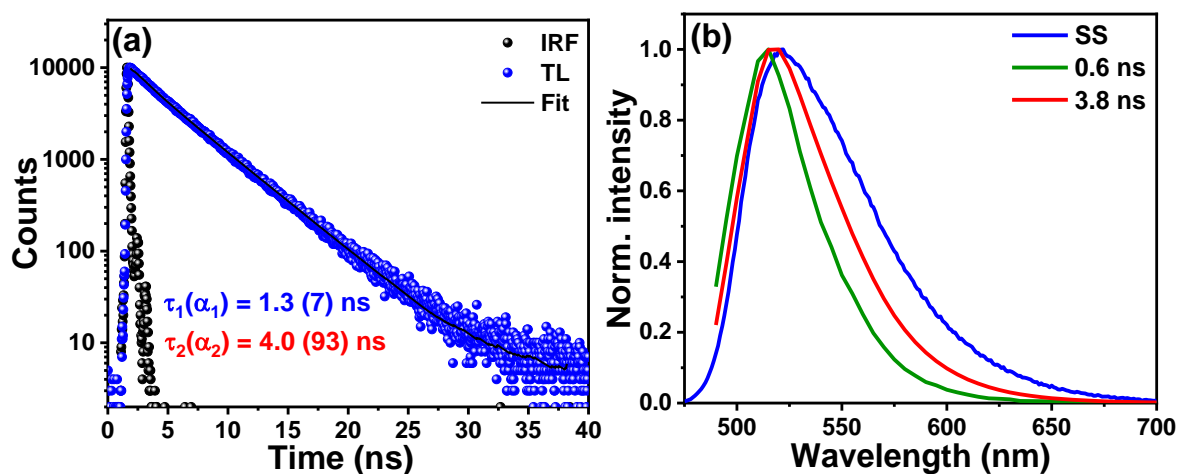 (a)
IRF
TL
Fit
10000
1000
100
10
Counts
τ₁(α₁) = 1.3 (7) ns
τ₂(α₂) = 4.0 (93) ns
0 5 10 15 20 25 30 35 40
Time (ns)
(b)
SS
0.6 ns
3.8 ns
1.0
0.8
0.6
0.4
0.2
0.0
Norm. intensity
500 550 600 650 700
Wavelength (nm)